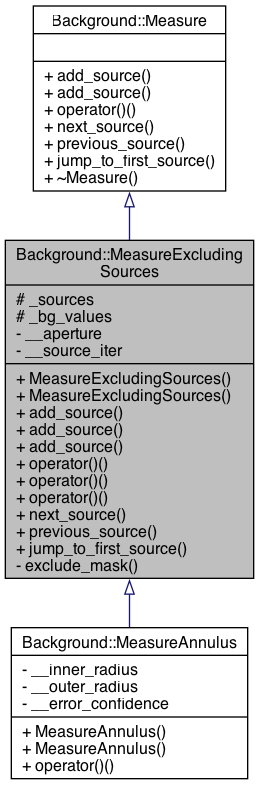 Background::Measure
+ add_source()
+ add_source()
+ operator()()
+ next_source()
+ previous_source()
+ jump_to_first_source()
+ ~Measure()
Background::MeasureExcluding
Sources
# _sources
# _bg_values
- __aperture
- __source_iter
+ MeasureExcludingSources()
+ MeasureExcludingSources()
+ add_source()
+ add_source()
+ add_source()
+ operator()()
+ operator()()
+ operator()()
+ next_source()
+ previous_source()
+ jump_to_first_source()
- exclude_mask()
Background::MeasureAnnulus
- __inner_radius
- __outer_radius
- __error_confidence
+ MeasureAnnulus()
+ MeasureAnnulus()
+ operator()()